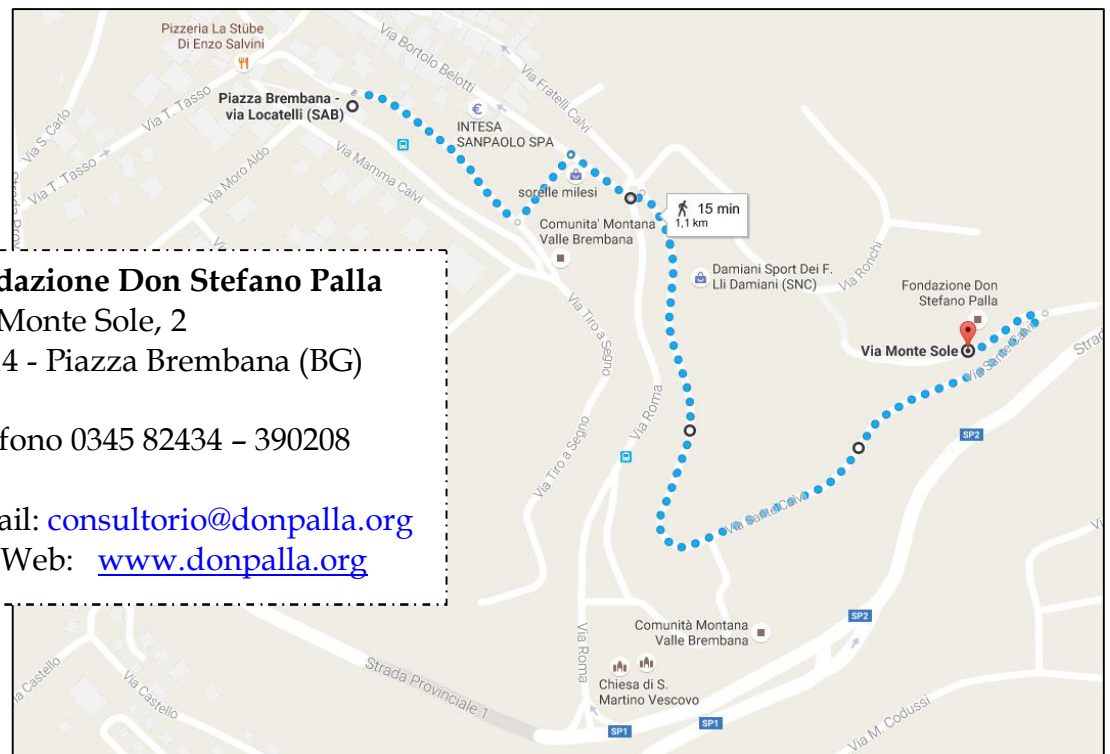 Pizzeria La Stübe
Di Enzo Salvini
Via Bortolo Belotti
Via Fratelli Calvi
Piazza Brembana -
via Locatelli (SAB)
Via T. Tasso
Via S. Carlo
Via T. Tasso
Via Moro Aldo
Via Mamma Calvi
INTESA
SANPAOLO SPA
sorelle milesi
15 min
1,1 km
Comunita' Montana
Valle Brembana
Damiani Sport Dei F.
Lli Damiani (SNC)
Via Ronchi
Fondazione Don
Stefano Palla
Via Monte Sole
Via Sante Calvi
Via Tiro a Segno
Via Roma
SP2
Via Tiro a Segno
Via Sante Calvi
dazione Don Stefano Palla
Monte Sole, 2
4 - Piazza Brembana (BG)
fono 0345 82434 – 390208
ail: consultorio@donpalla.org
Web: www.donpalla.org
SP2
Comunità Montana
Valle Brembana
Via Roma
Chiesa di S.
Martino Vescovo
Strada Provinciale 1
Via Castello
SP1
SP1
Via M. Codussi